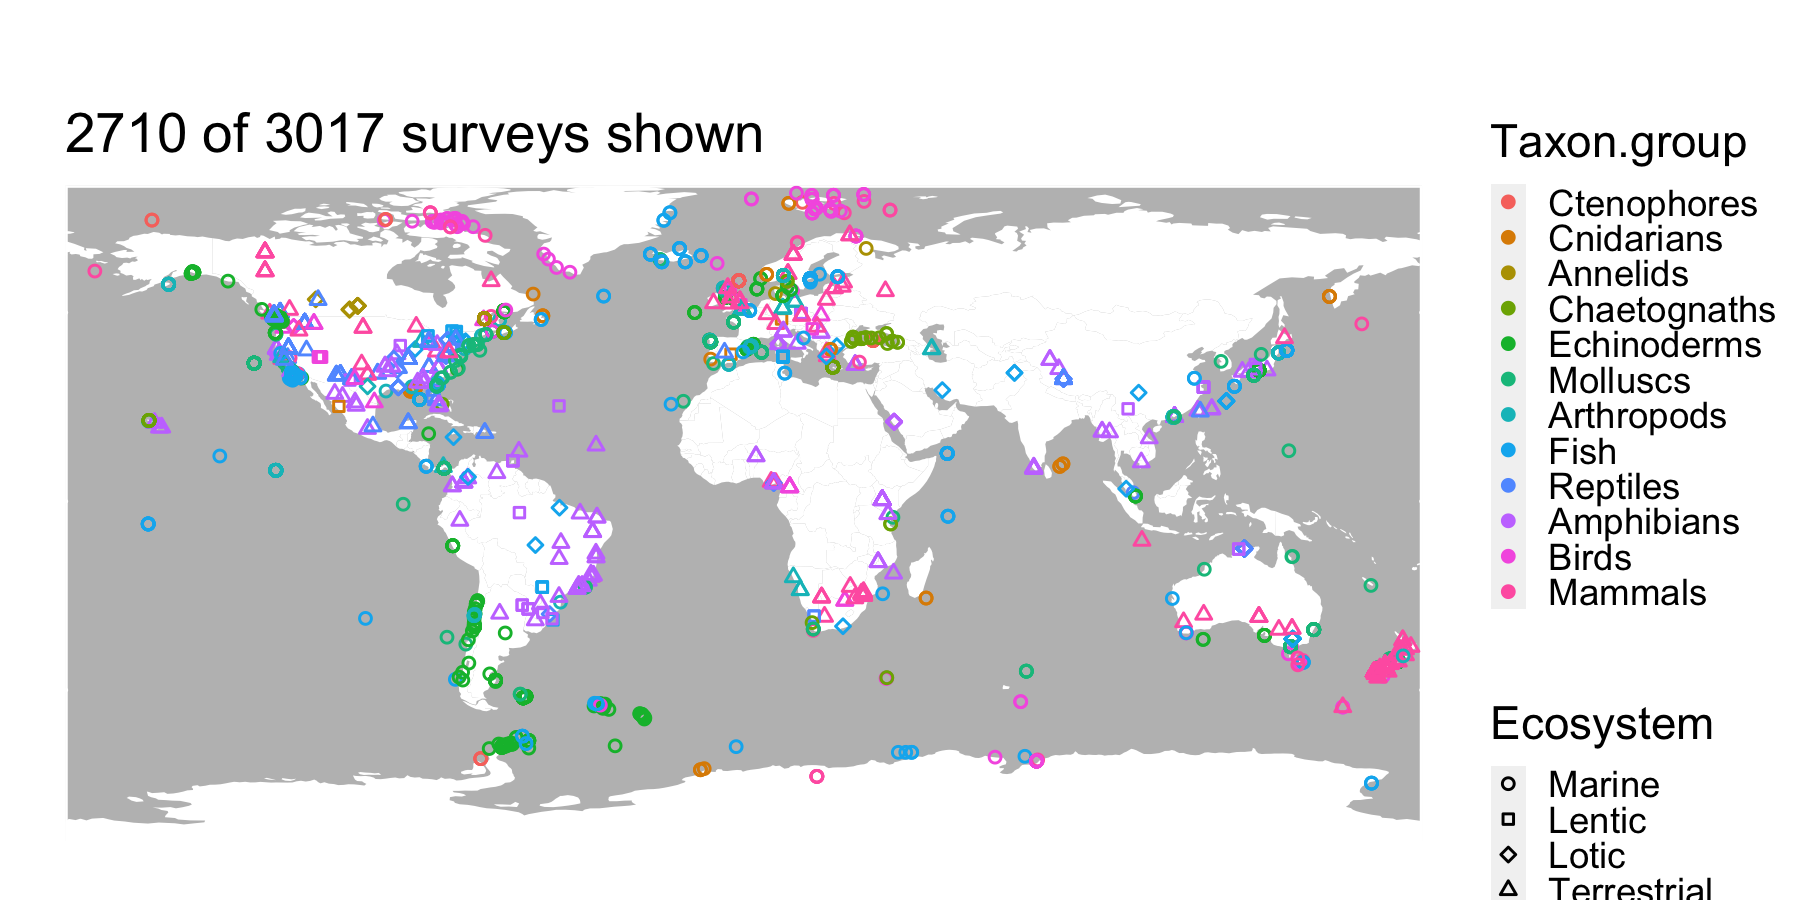 2710 of 3017 surveys shown
Taxon.group
Ctenophores
Cnidarians
Annelids
Chaetognaths
Echinoderms
Molluscs
Arthropods
Fish
Reptiles
Amphibians
Birds
Mammals
Ecosystem
Marine
Lentic
Lotic
Terrestrial